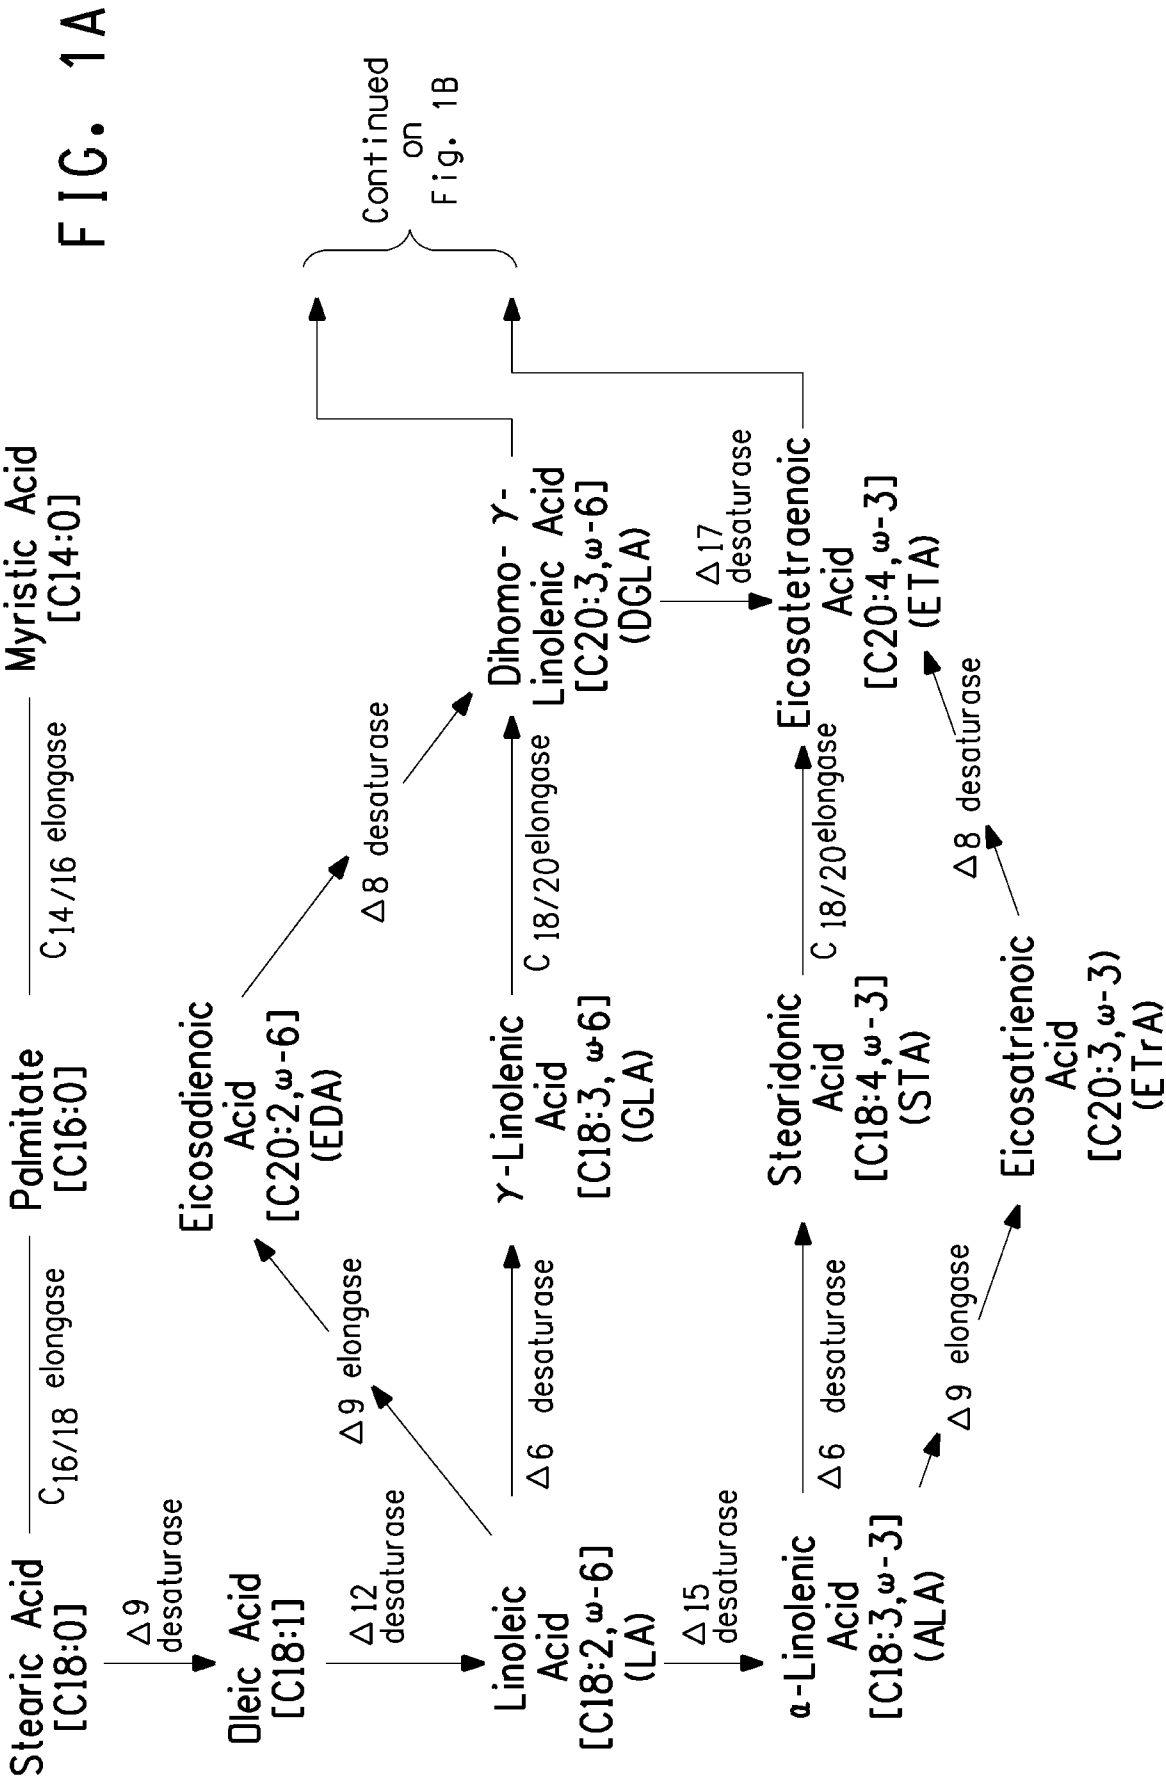 FIG. 1A
Stearic Acid
[C18:0]
C16/18 elongase
Palmitate
[C16:0]
C14/16 elongase
Myristic Acid
[C14:0]
Δ9
desaturase
Oleic Acid
[C18:1]
Δ12
desaturase
Δ9 elongase
Eicosadienoic
Acid
[C20:2,ω-6]
(EDA)
Δ8 desaturase
Continued
on
Fig. 1B
Linoleic
Acid
[C18:2,ω-6]
(LA)
Δ6 desaturase
γ-Linolenic
Acid
[C18:3, ω-6]
(GLA)
C 18/20 elongase
Dihomo- γ-
Linolenic Acid
[C20:3,ω-6]
(DGLA)
Δ15
desaturase
Δ17
desaturase
α-Linolenic
Acid
[C18:3,ω-3]
(ALA)
Δ6 desaturase
Stearidonic
Acid
[C18:4,ω-3]
(STA)
C 18/20 elongase
Eicosatetraenoic
Acid
[C20:4,ω-3]
(ETA)
Δ9 elongase
Eicosatrienoic
Acid
[C20:3,ω-3)
(ETrA)
Δ8 desaturase